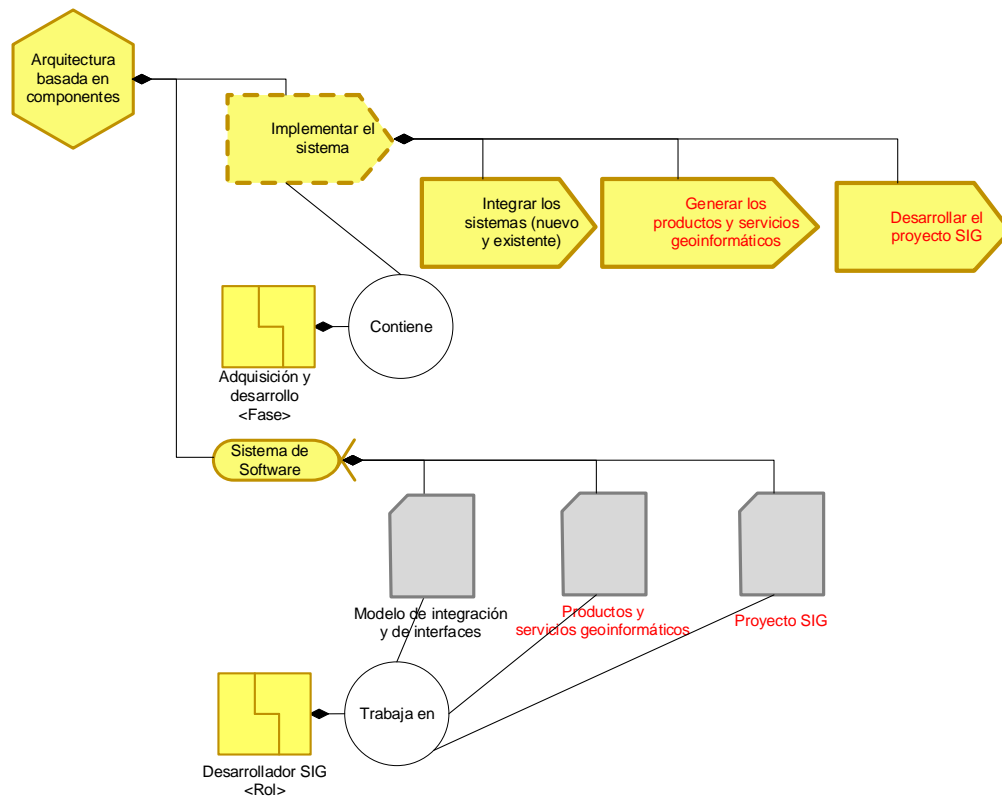 Arquitectura
basada en
componentes
Implementar el
sistema
Integrar los
sistemas (nuevo
y existente)
Generar los
productos y servicios
geoinformáticos
Desarrollar el
proyecto SIG
Contiene
Adquisición y
desarrollo
<Fase>
Sistema de
Software
Modelo de integración
y de interfaces
Productos y
servicios geoinformáticos
Proyecto SIG
Trabaja en
Desarrollador SIG
<Rol>